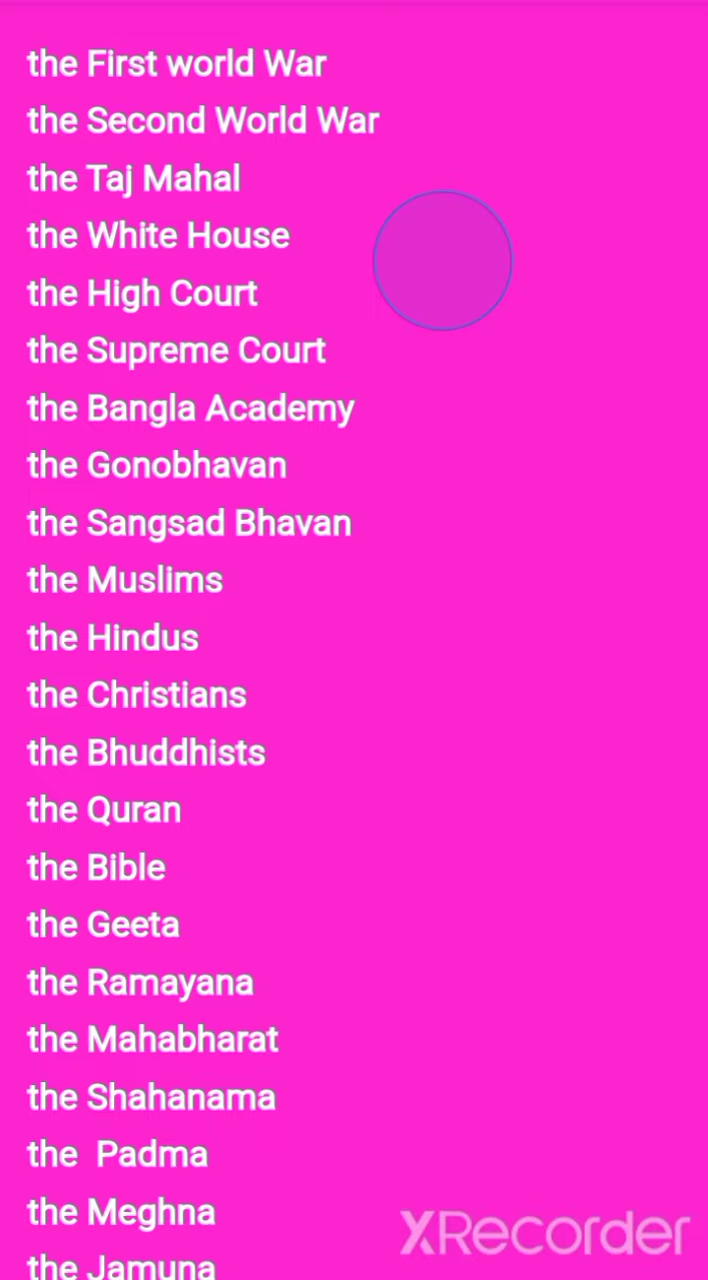 the First world War
the Second World War
the Taj Mahal
the White House
the High Court
the Supreme Court
the Bangla Academy
the Gonobhavan
the Sangsad Bhavan
the Muslims
the Hindus
the Christians
the Bhuddhists
the Quran
the Bible
the Geeta
the Ramayana
the Mahabharat
the Shahanama
the  Padma
the Meghna
the Jamuna
XRecorder